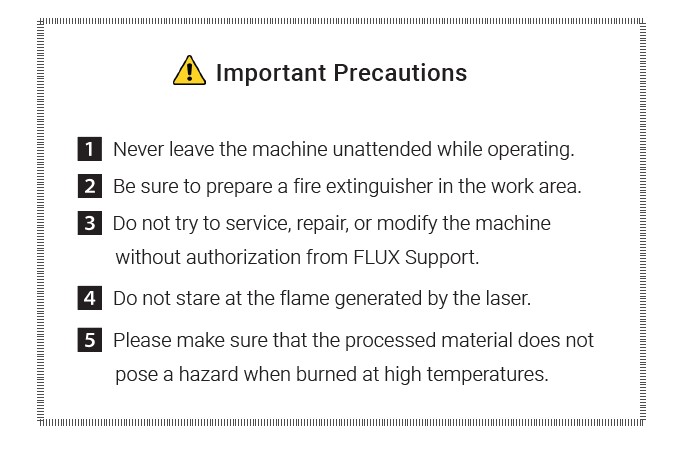 Important Precautions
1 Never leave the machine unattended while operating.
2 Be sure to prepare a fire extinguisher in the work area.
3 Do not try to service, repair, or modify the machine
without authorization from FLUX Support.
4 Do not stare at the flame generated by the laser.
5 Please make sure that the processed material does not
pose a hazard when burned at high temperatures.